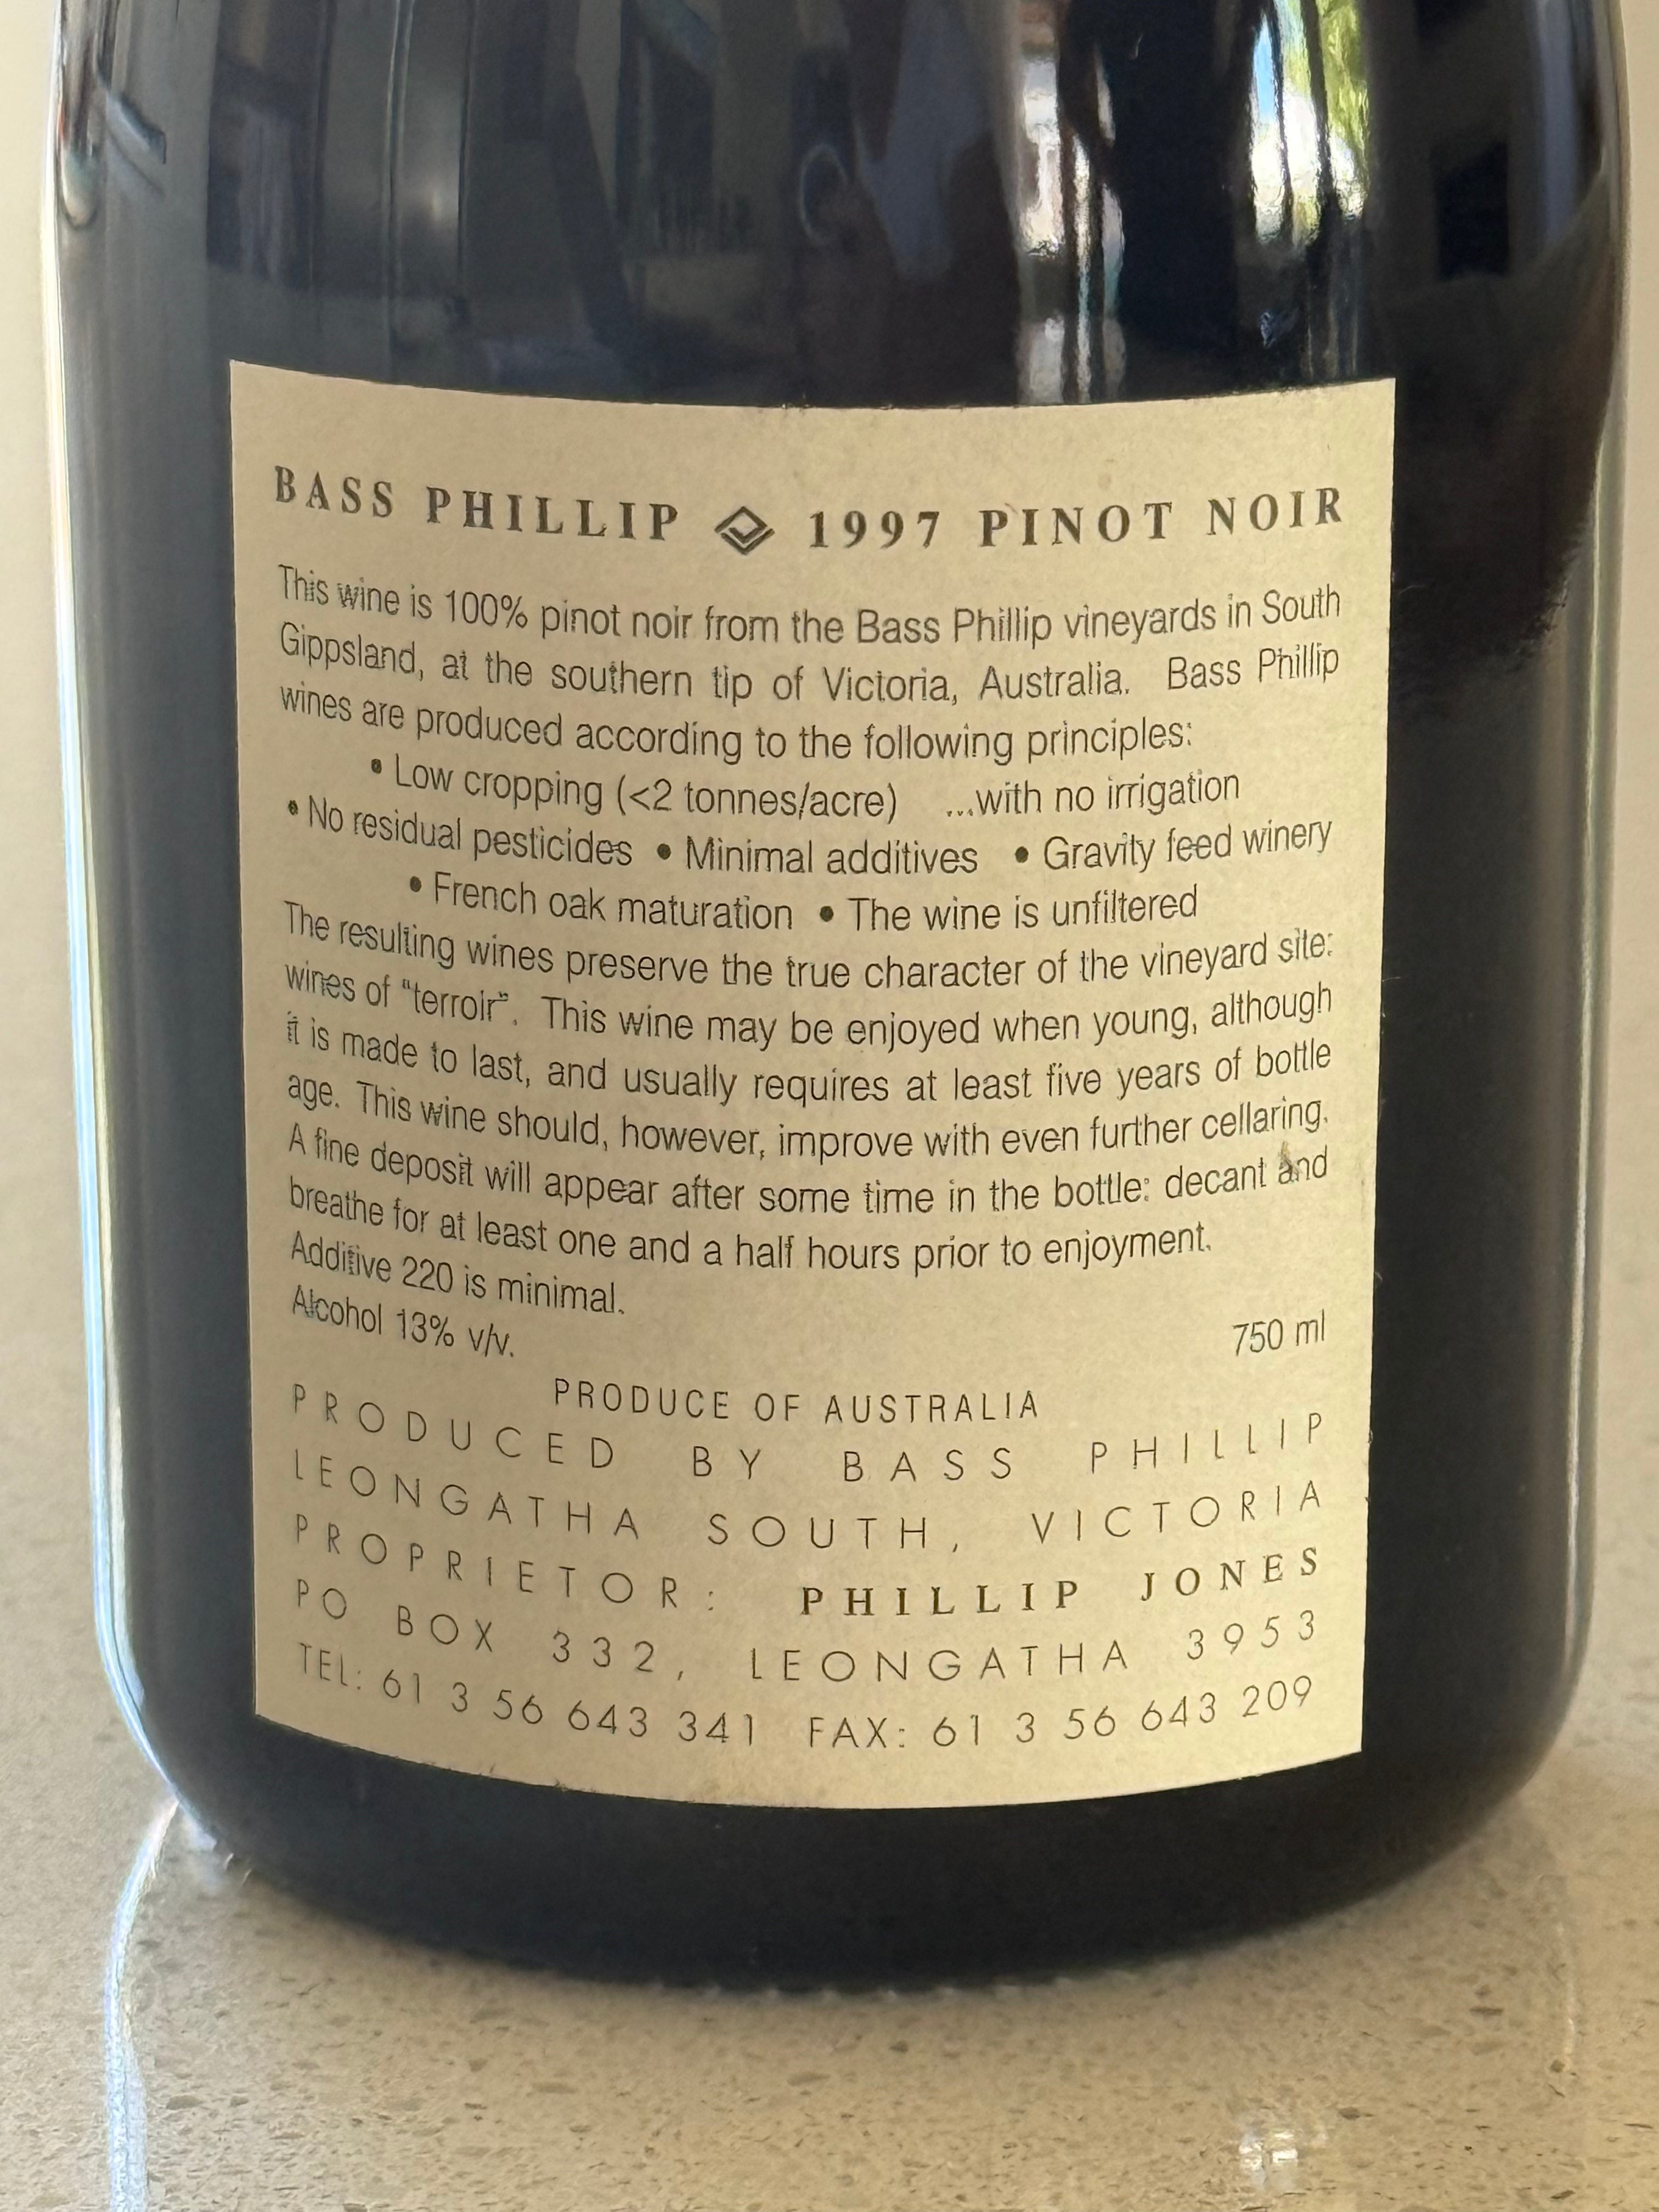 BASS PHILLIP 1997 PINOT NOIR
This wine is 100% pinot noir from the Bass Phillip vineyards in South
Gippsland, at the southern tip of Victoria, Australia. Bass Phillip
wines are produced according to the following principles:
• Low cropping (<2 tonnes/acre) ...with no irrigation
• No residual pesticides • Minimal additives • Gravity feed winery
• French oak maturation • The wine is unfiltered
The resulting wines preserve the true character of the vineyard site:
wines of "terroir". This wine may be enjoyed when young, although
it is made to last, and usually requires at least five years of bottle
age. This wine should, however, improve with even further cellaring.
A fine deposit will appear after some time in the bottle: decant and
breathe for at least one and a half hours prior to enjoyment.
Additive 220 is minimal.
Alcohol 13% v/v. 750 ml
PRODUCE OF AUSTRALIA
PRODUCED BY BASS PHILLIP
LEONGATHA SOUTH, VICTORIA
PROPRIETOR: PHILLIP JONES
PO BOX 332, LEONGATHA 3953
TEL: 61 3 56 643 341 FAX: 61 3 56 643 209